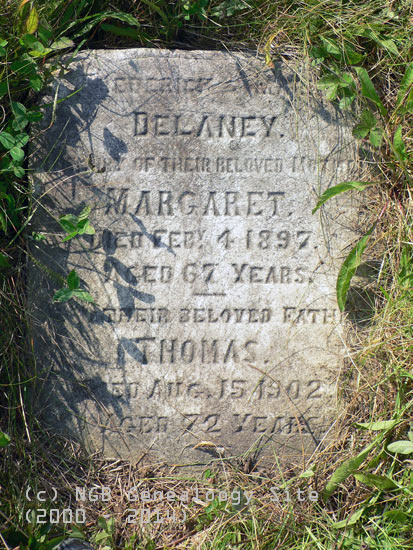 DELANEY.
OF THEIR BELOVED MOTHER
MARGARET.
DIED FEBY. 4 1897.
AGED 67 YEARS.
THEIR BELOVED FATHER
THOMAS.
DIED AUG. 15 1902.
AGED 72 YEARS.
(c) NGB Genealogy Site
(2000 - 2014)